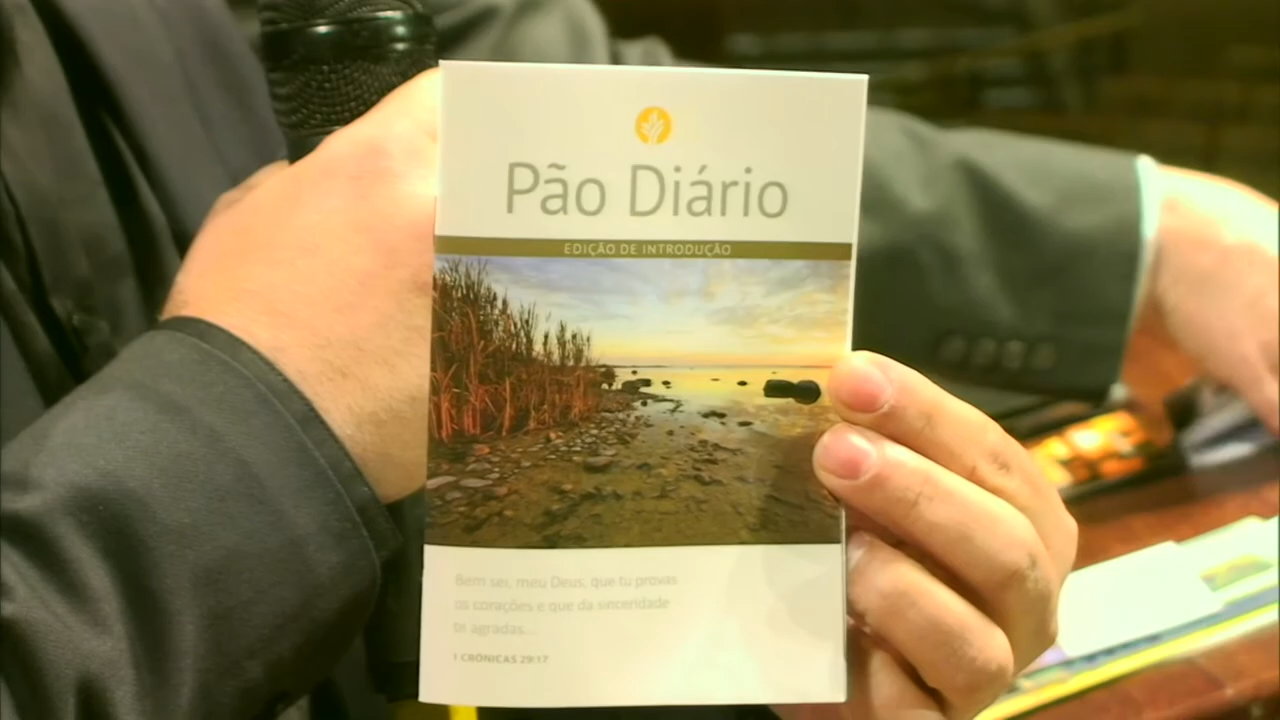 Pão Diário
EDIÇÃO DE INTRODUÇÃO
Bem sei, meu Deus, que tu provas
os corações e que da sinceridade
te agradas...
1 CRÔNICAS 29:17